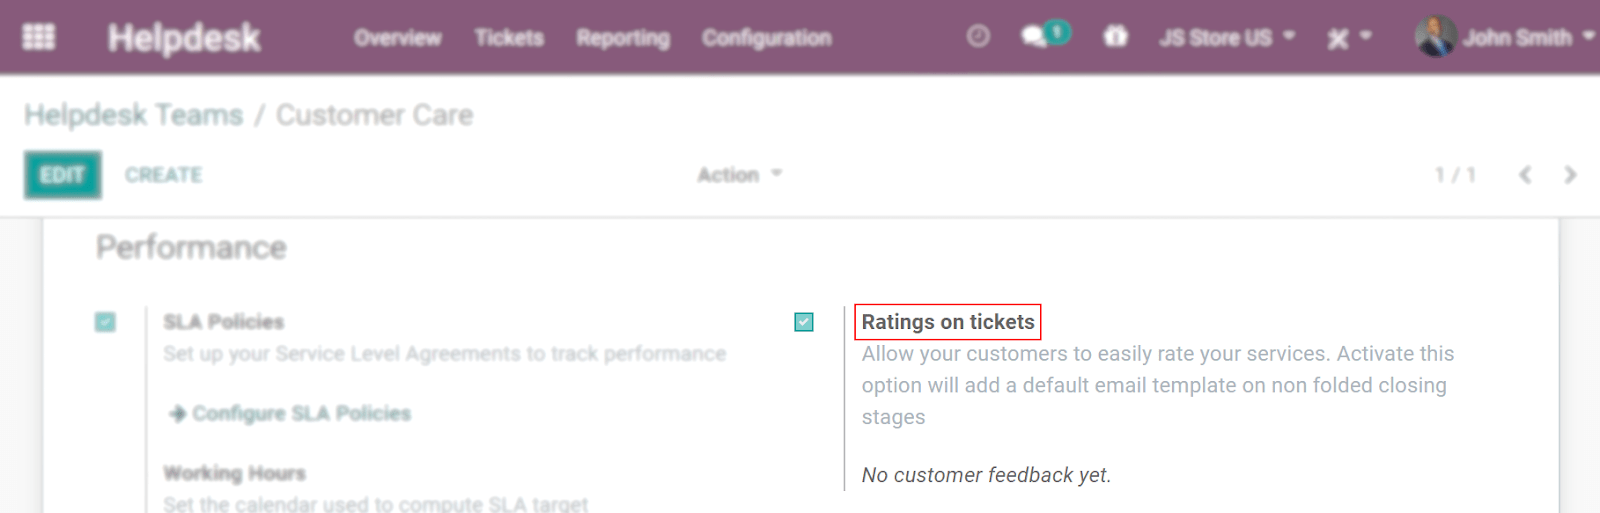 Helpdesk Overview Tickets Reporting Configuration 1 JS Store US John Smith
Helpdesk Teams / Customer Care
EDIT CREATE Action 1 / 1
Performance
SLA Policies
Set up your Service Level Agreements to track performance
Configure SLA Policies
Working Hours
Set the calendar used to compute SLA target
Ratings on tickets
Allow your customers to easily rate your services. Activate this
option will add a default email template on non folded closing
stages
No customer feedback yet.